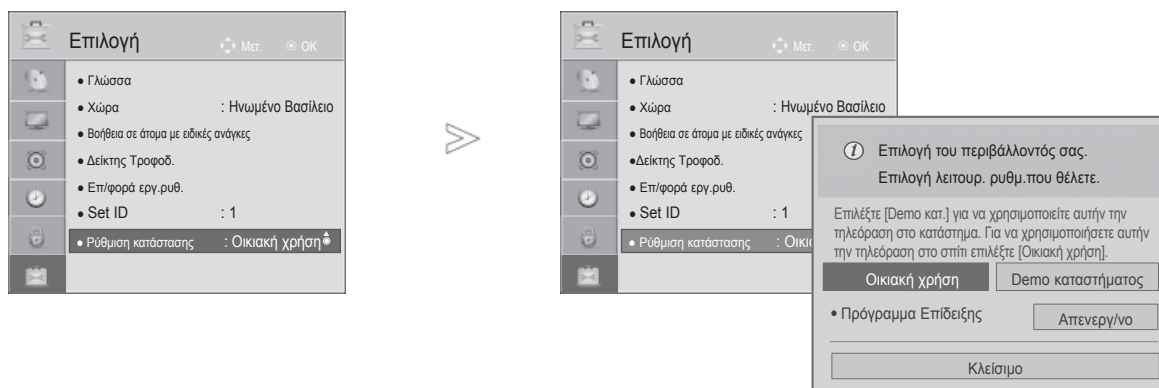 Επιλογή Μετ. OK
• Γλώσσα
• Χώρα : Ηνωμένο Βασίλειο
• Βοήθεια σε άτομα με ειδικές ανάγκες
• Δείκτης Τροφοδ.
• Επ/φορά εργ.ρυθ.
• Set ID : 1
• Ρύθμιση κατάστασης : Οικιακή χρήση
Επιλογή Μετ. OK
• Γλώσσα
• Χώρα : Ηνωμένο Βασίλειο
• Βοήθεια σε άτομα με ειδικές ανάγκες
•Δείκτης Τροφοδ.
• Επ/φορά εργ.ρυθ.
• Set ID : 1
• Ρύθμιση κατάστασης : Οικι
Επιλογή του περιβάλλοντός σας.
Επιλογή λειτουρ. ρυθμ.που θέλετε.
Επιλέξτε [Demo κατ.] για να χρησιμοποιείτε αυτήν την
τηλεόραση στο κατάστημα. Για να χρησιμοποιήσετε αυτήν
την τηλεόραση στο σπίτι επιλέξτε [Οικιακή χρήση].
Οικιακή χρήση Demo καταστήματος
• Πρόγραμμα Επίδειξης Απενεργ/νο
Κλείσιμο